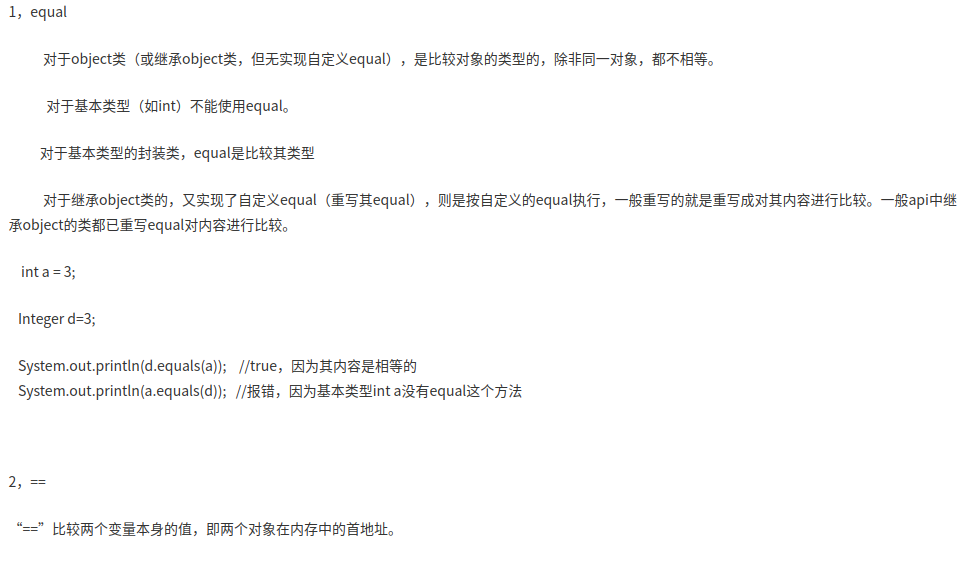 1，equal
对于object类（或继承object类，但无实现自定义equal），是比较对象的类型的，除非同一对象，都不相等。
对于基本类型（如int）不能使用equal。
对于基本类型的封装类，equal是比较其类型
对于继承object类的，又实现了自定义equal（重写其equal），则是按自定义的equal执行，一般重写的就是重写成对其内容进行比较。一般api中继
承object的类都已重写equal对内容进行比较。
int a = 3;
Integer d=3;
System.out.println(d.equals(a));   //true，因为其内容是相等的
System.out.println(a.equals(d));  //报错，因为基本类型int a没有equal这个方法
2，==
“==”比较两个变量本身的值，即两个对象在内存中的首地址。